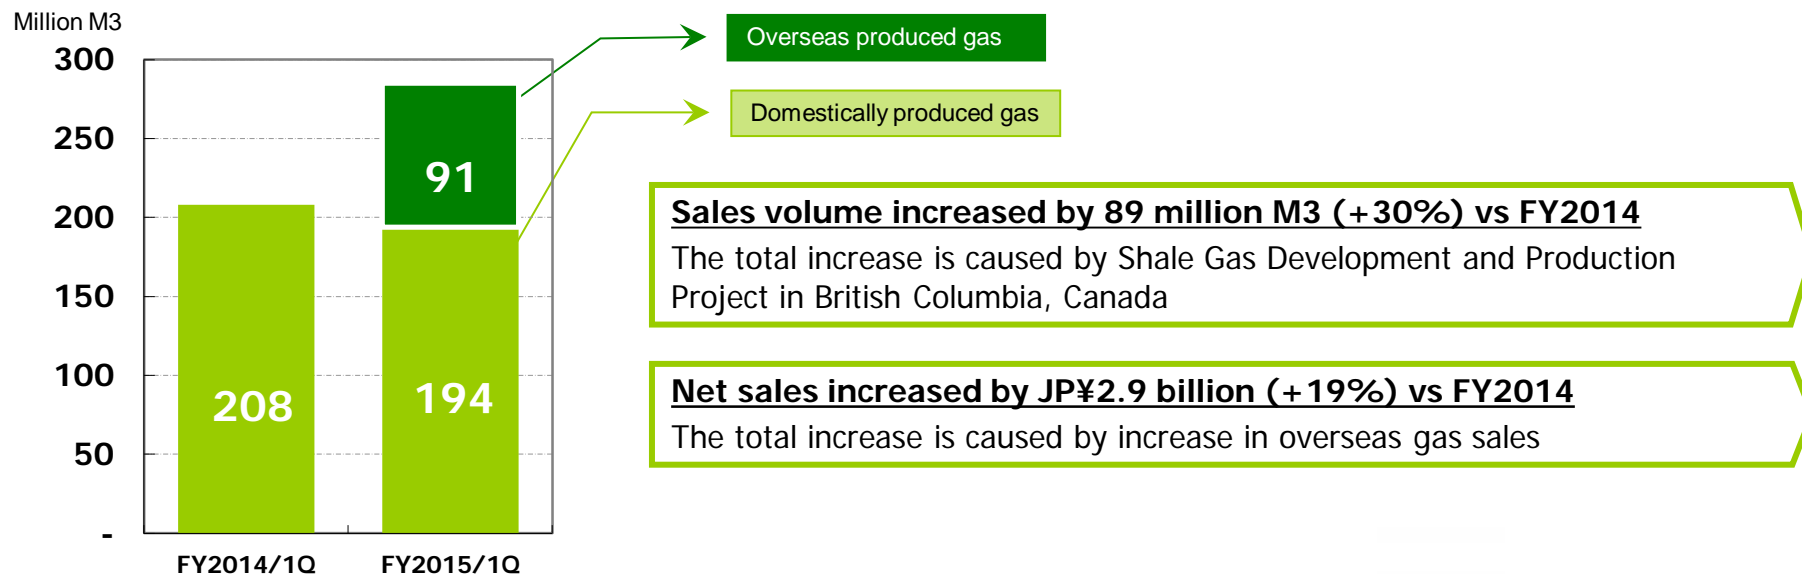 Million M3
300
250
200
150
100
50
-
208
91
194
FY2014/1Q
FY2015/1Q
Overseas produced gas
Domestically produced gas
Sales volume increased by 89 million M3 (+30%) vs FY2014
The total increase is caused by Shale Gas Development and Production
Project in British Columbia, Canada
Net sales increased by JP¥2.9 billion (+19%) vs FY2014
The total increase is caused by increase in overseas gas sales